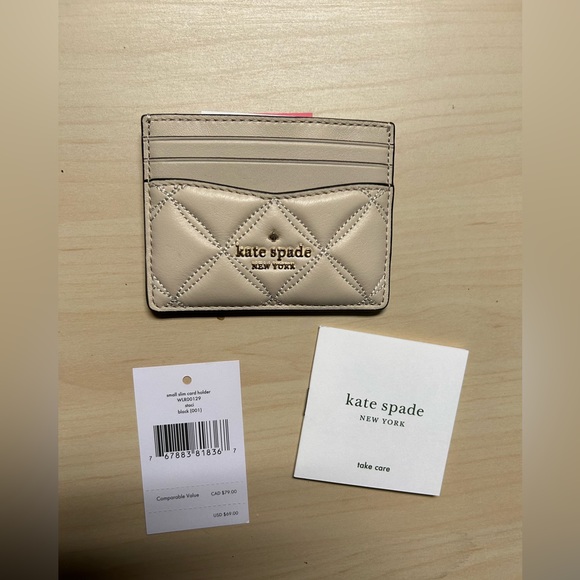 kate spade
NEW YORK
small slim card holder
WLR00129
staci
black (001)
7 67883 81836 7
Comparable Value CAD $79.00
USD $69.00
kate spade
NEW YORK
take care